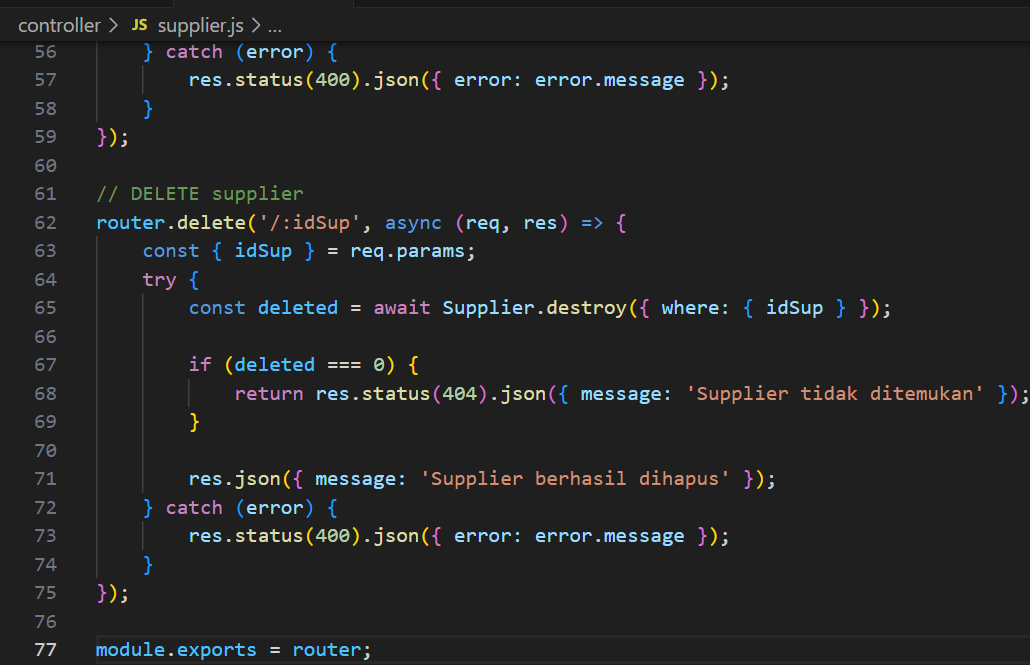 controller > JS supplier.js > ...
56 } catch (error) {
57 res.status(400).json({ error: error.message });
58 }
59 });
60
61 // DELETE supplier
62 router.delete('/:idSup', async (req, res) => {
63 const { idSup } = req.params;
64 try {
65 const deleted = await Supplier.destroy({ where: { idSup } });
66
67 if (deleted === 0) {
68 return res.status(404).json({ message: 'Supplier tidak ditemukan' });
69 }
70
71 res.json({ message: 'Supplier berhasil dihapus' });
72 } catch (error) {
73 res.status(400).json({ error: error.message });
74 }
75 });
76
77 module.exports = router;